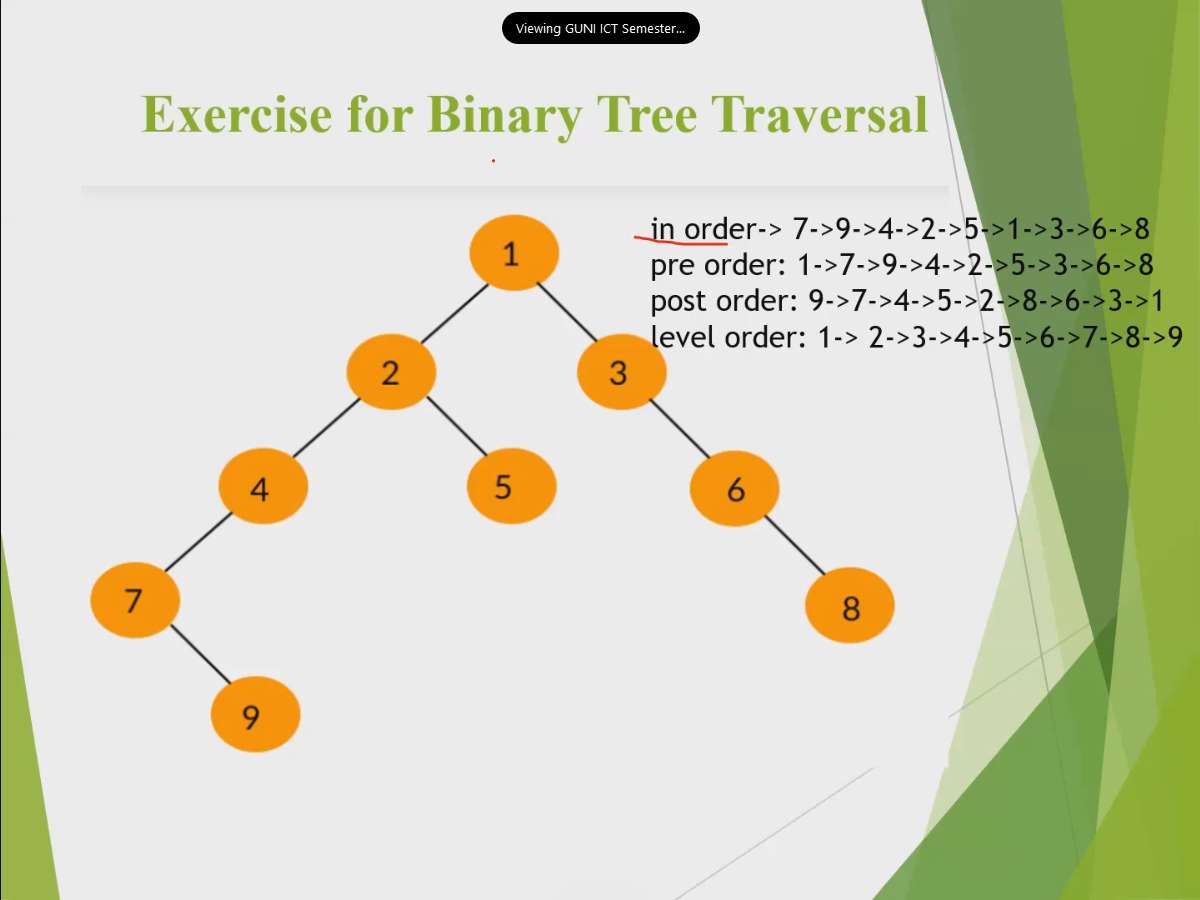 Viewing GUNI ICT Semester...
Exercise for Binary Tree Traversal
in order-> 7->9->4->2->5->1->3->6->8
pre order: 1->7->9->4->2->5->3->6->8
post order: 9->7->4->5->2->8->6->3->1
level order: 1-> 2->3->4->5->6->7->8->9
1
2
3
4
5
6
7
8
9